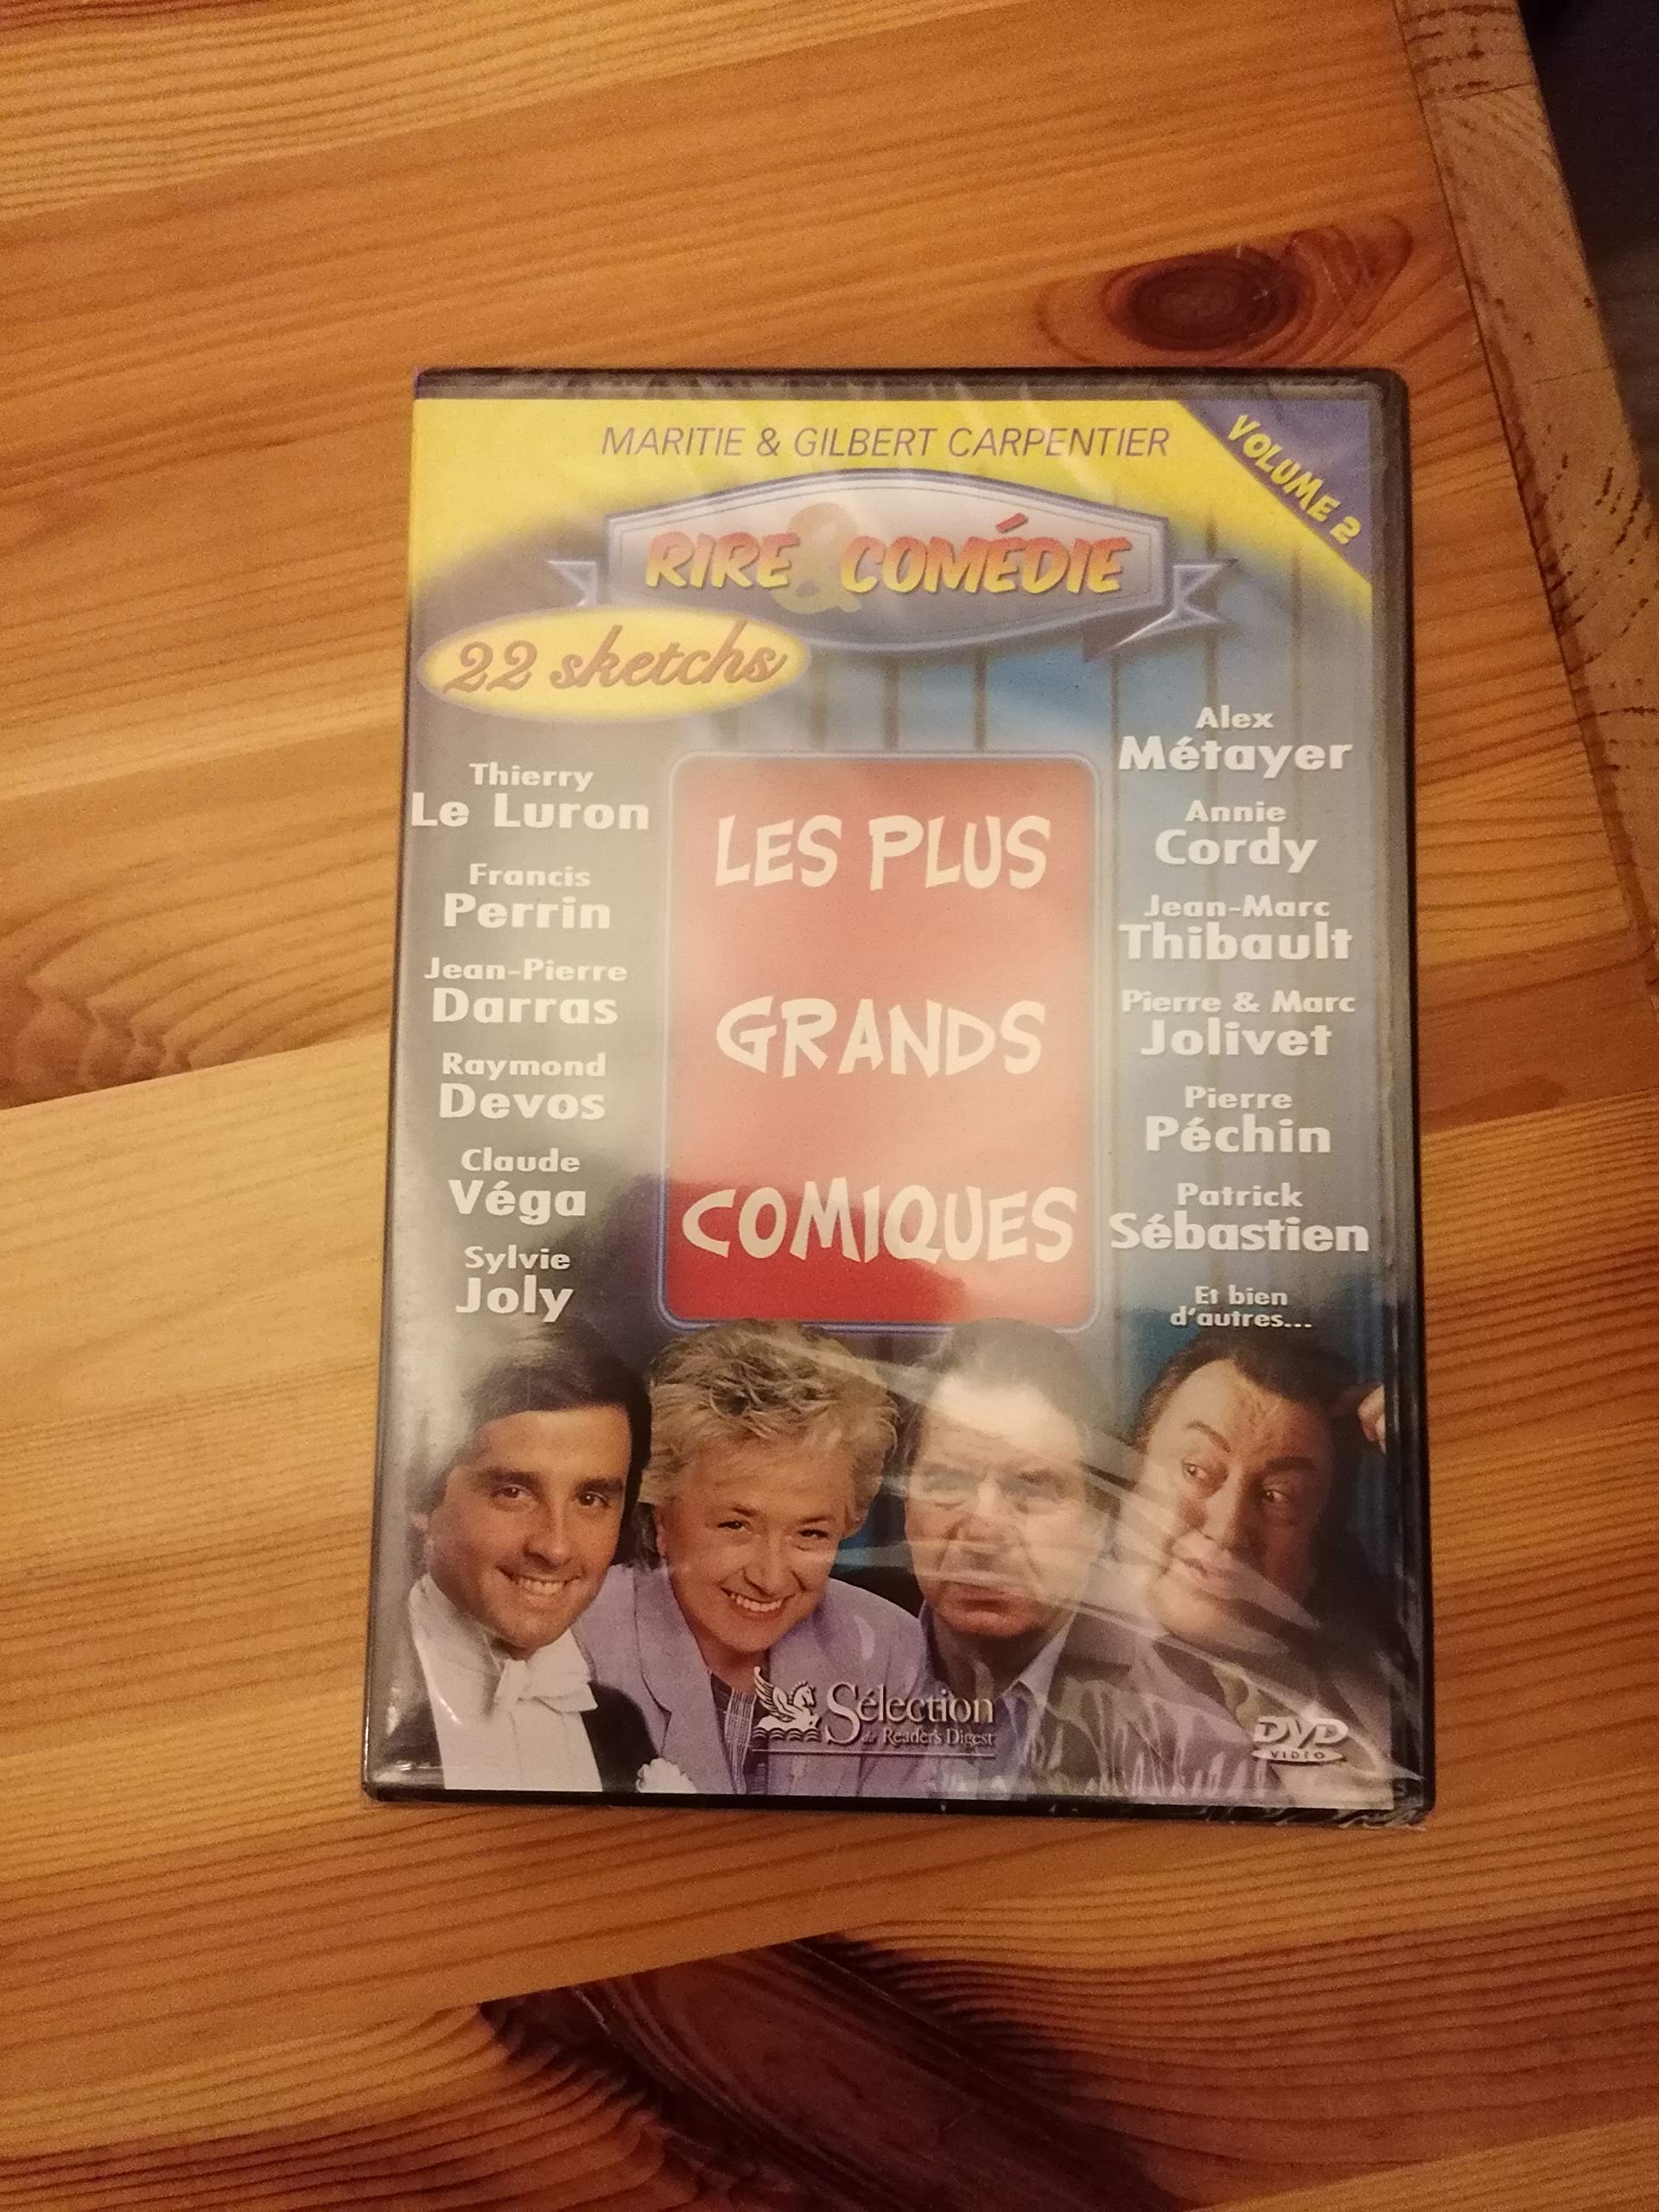 MARITIE & GILBERT CARPENTIER
VOLUME 2
RIRE & COMÉDIE
22 sketchs
Thierry
Le Luron
Francis
Perrin
Jean-Pierre
Darras
Raymond
Devos
Claude
Véga
Sylvie
Joly
LES PLUS
GRANDS
COMIQUES
Alex
Métayer
Annie
Cordy
Jean-Marc
Thibault
Pierre & Marc
Jolivet
Pierre
Péchin
Patrick
Sébastien
Et bien
d'autres...
Sélection
du Reader's Digest
DVD
VIDEO